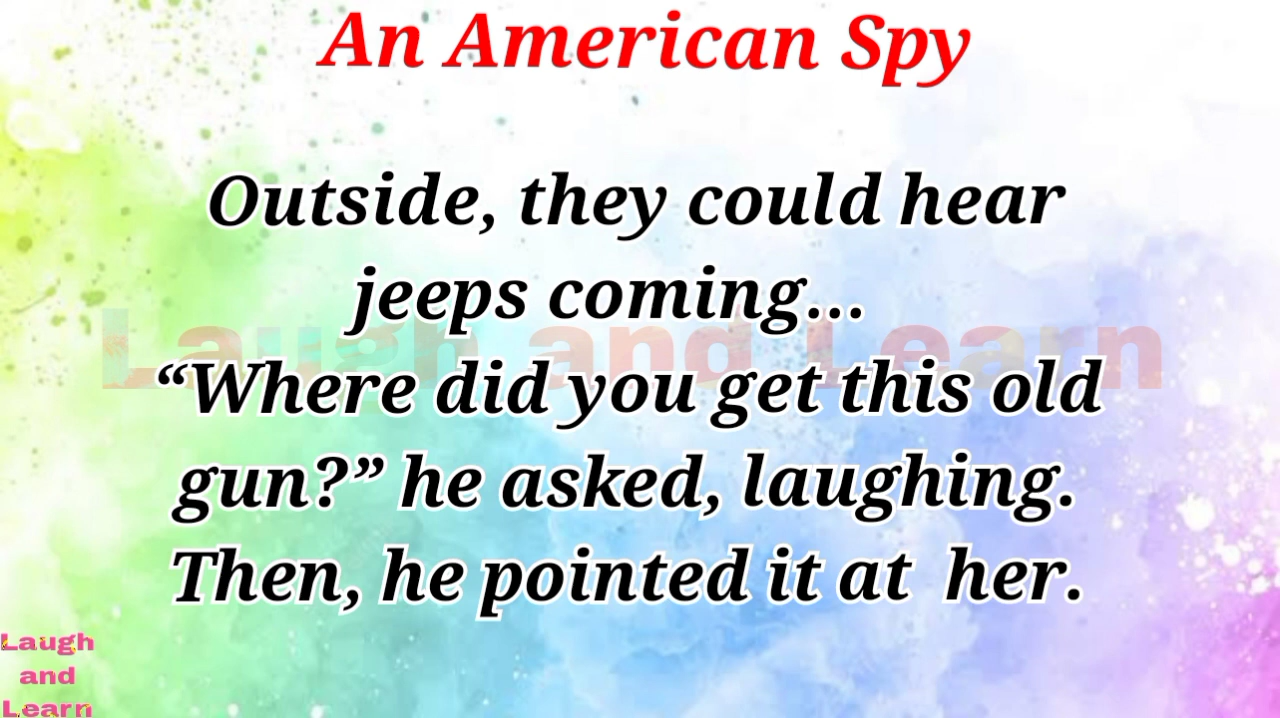 An American Spy
Outside, they could hear
jeeps coming...
Laugh and Learn
“Where did you get this old
gun?” he asked, laughing.
Then, he pointed it at her.
Laugh
and
Learn